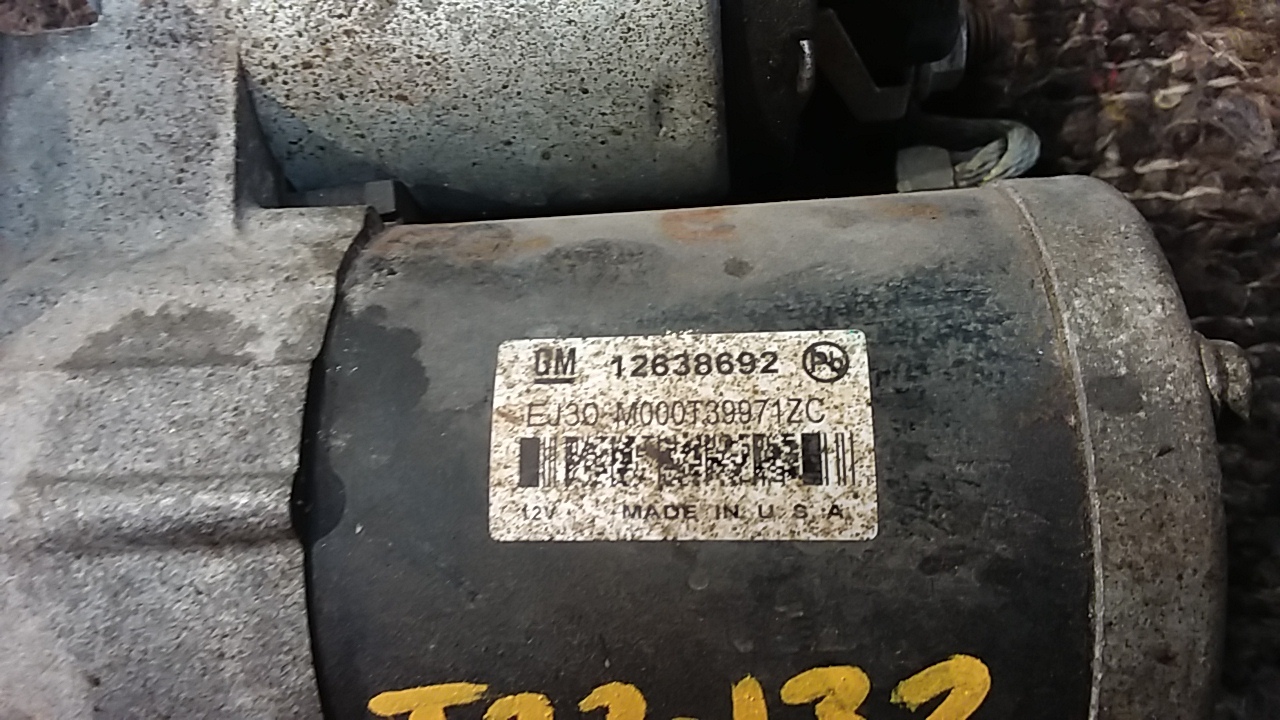 GM 12638692 Pb
EJ30 M000T39971ZC
12V MADE IN U S A